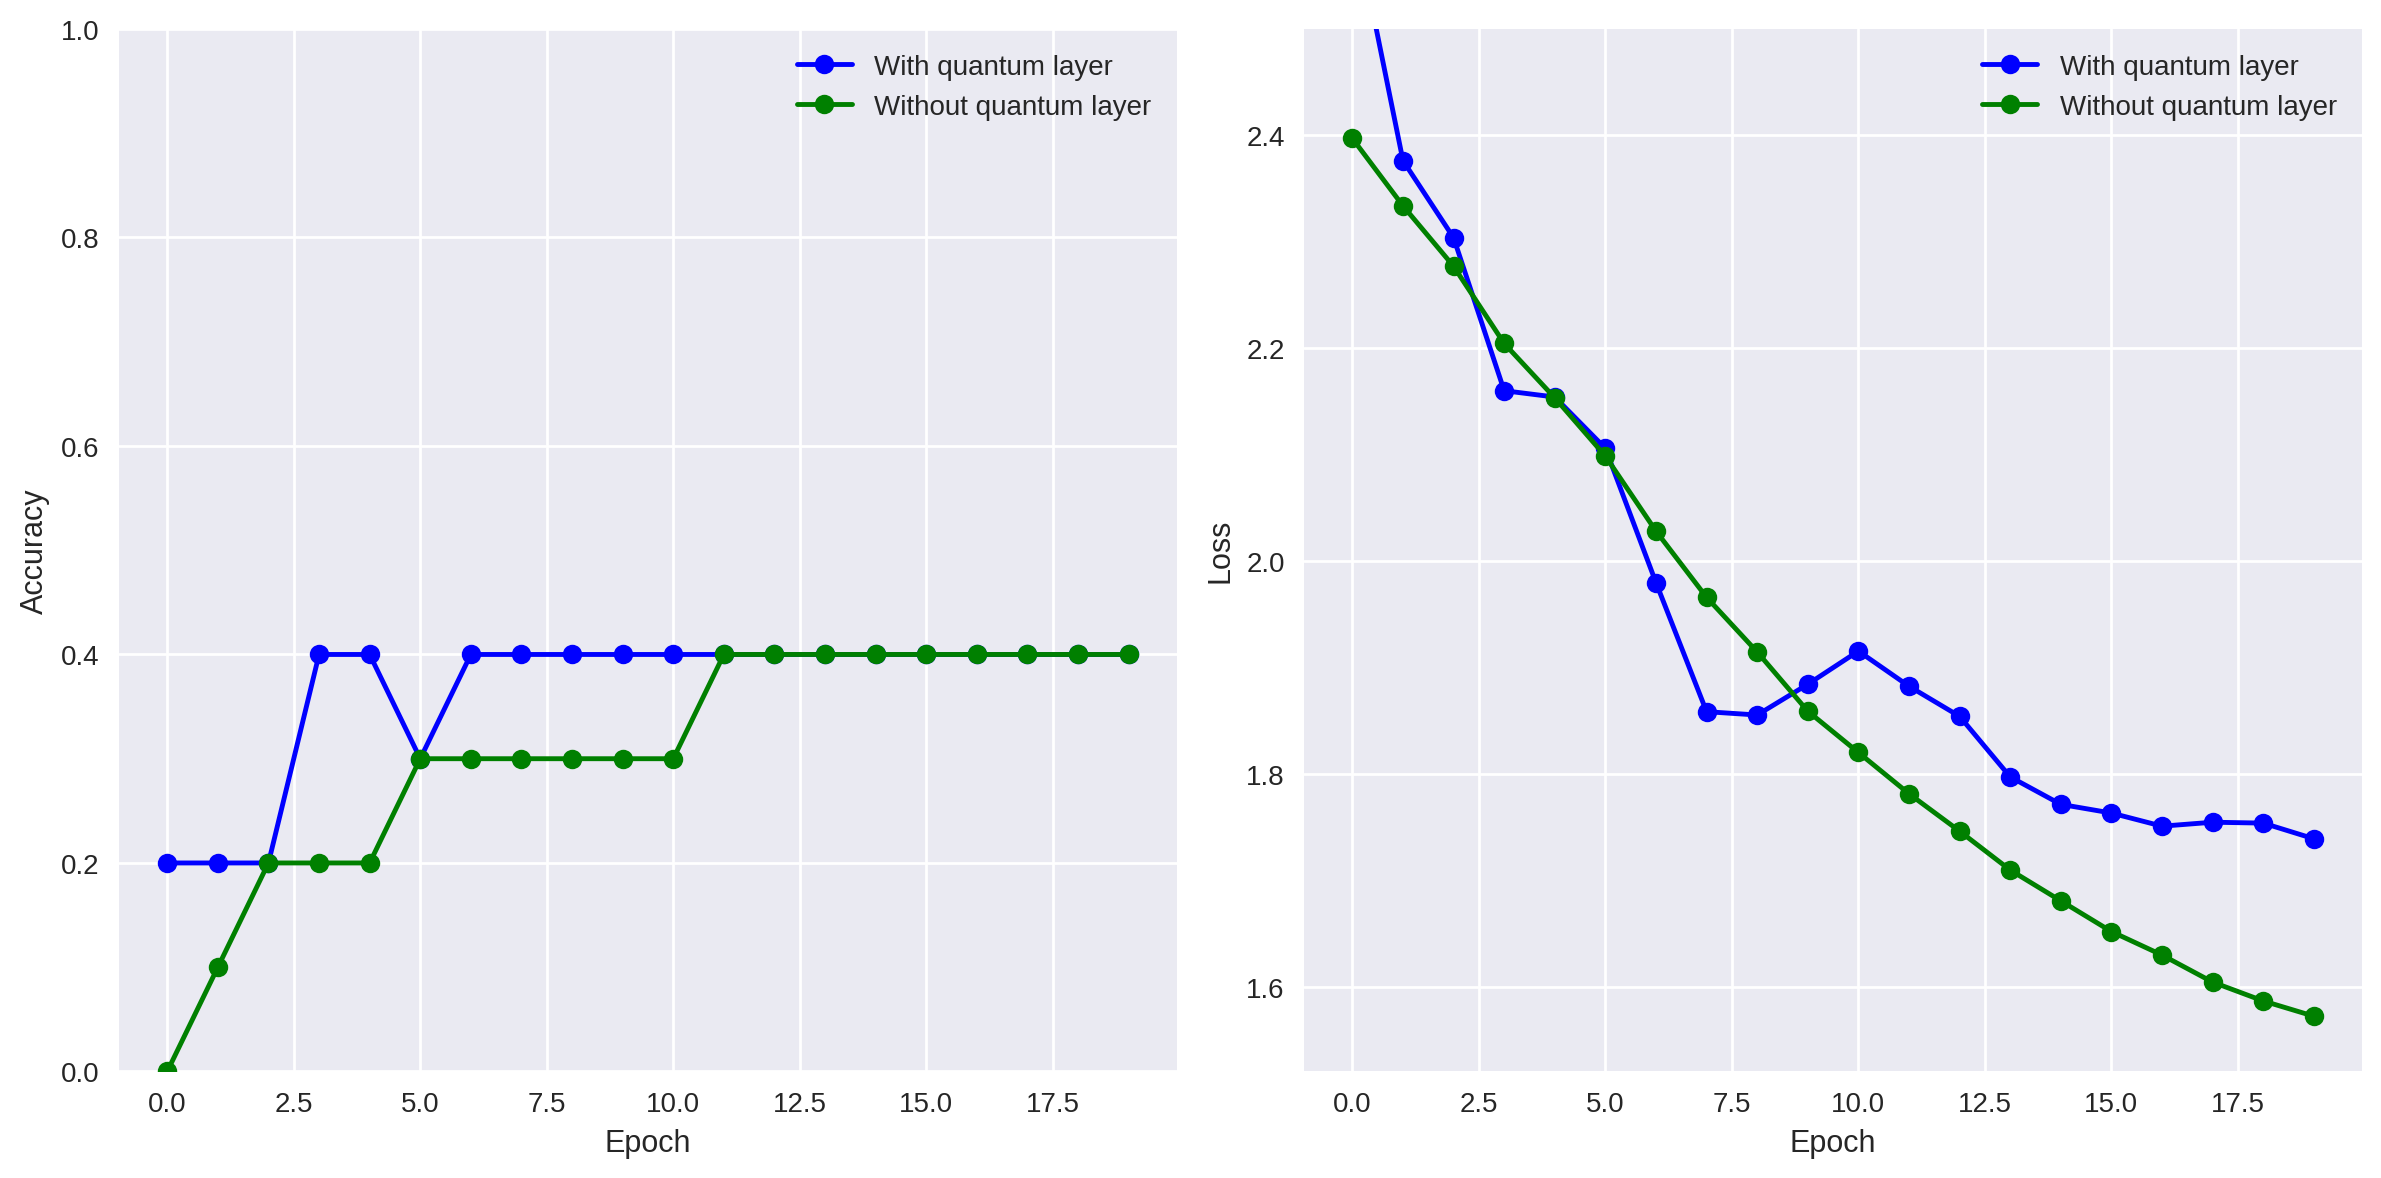 With quantum layer
Without quantum layer
1.0
0.8
0.6
0.4
0.2
0.0
Accuracy
0.0 2.5 5.0 7.5 10.0 12.5 15.0 17.5
Epoch
With quantum layer
Without quantum layer
2.4
2.2
2.0
1.8
1.6
Loss
0.0 2.5 5.0 7.5 10.0 12.5 15.0 17.5
Epoch